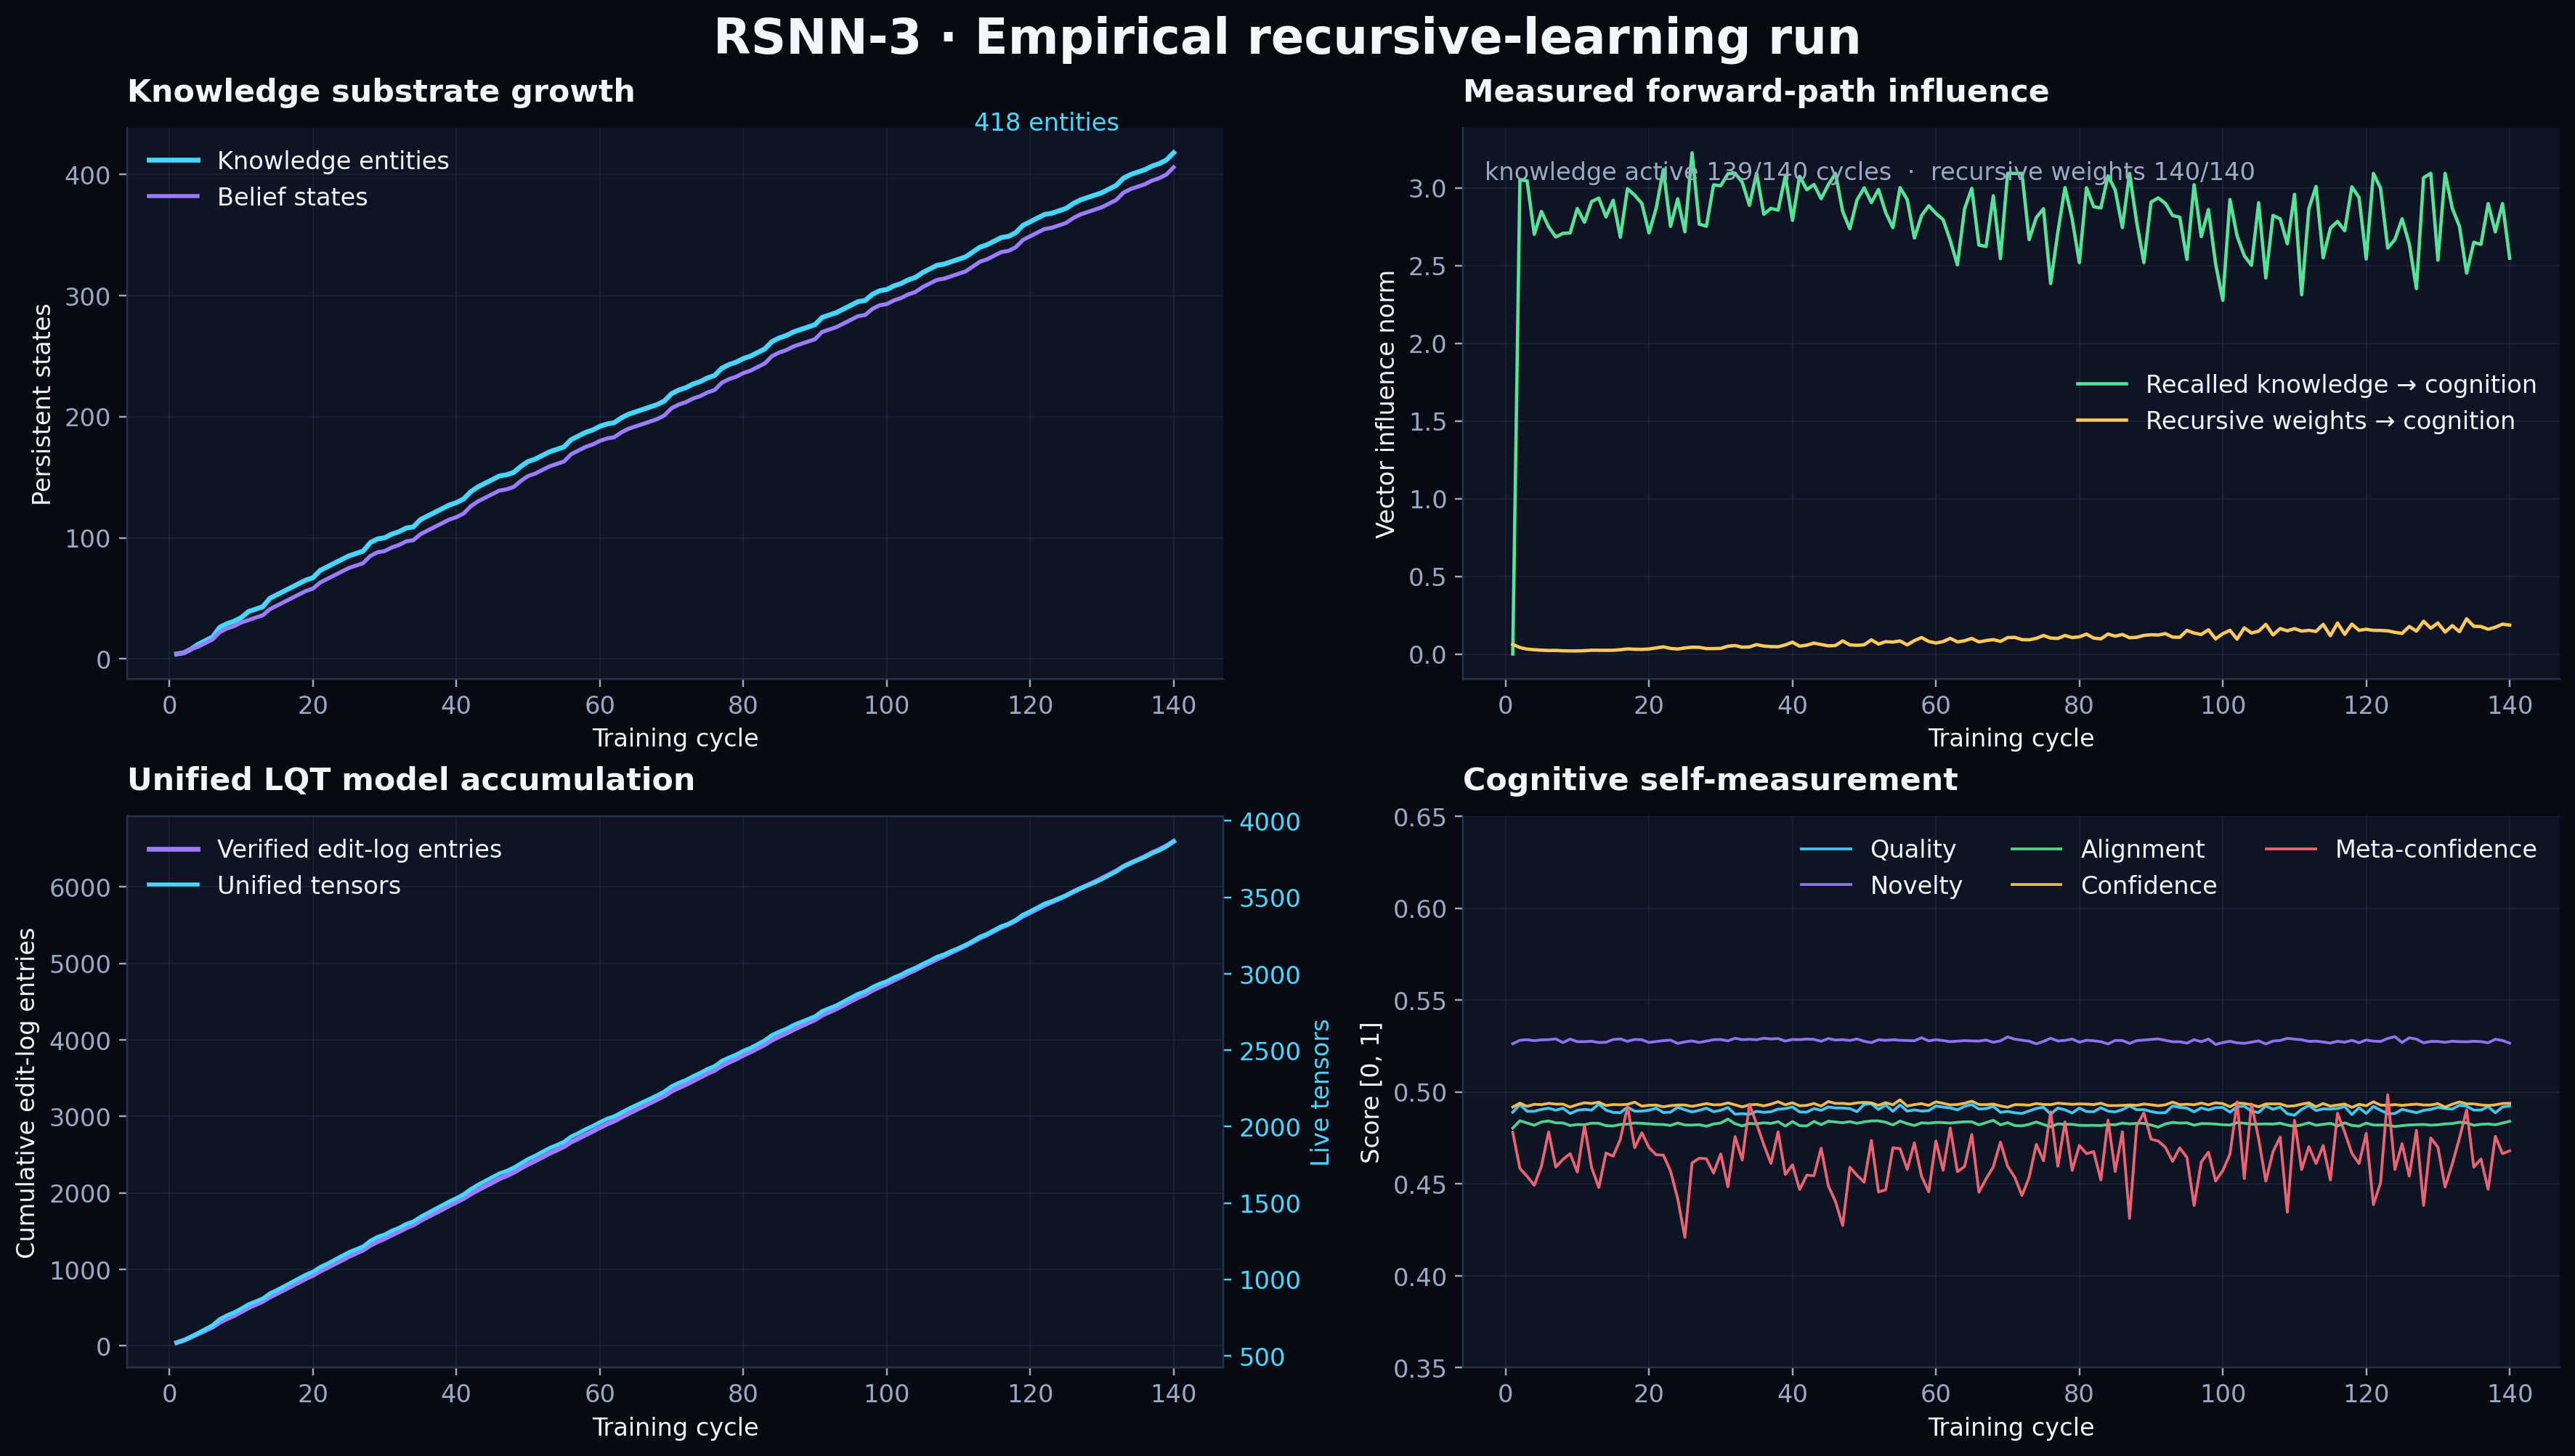 RSNN-3 · Empirical recursive-learning run
Knowledge substrate growth
418 entities
Knowledge entities
Belief states
Persistent states
400
300
200
100
0
0 20 40 60 80 100 120 140
Training cycle
Measured forward-path influence
knowledge active 139/140 cycles · recursive weights 140/140
Recalled knowledge → cognition
Recursive weights → cognition
Vector influence norm
3.0
2.5
2.0
1.5
1.0
0.5
0.0
0 20 40 60 80 100 120 140
Training cycle
Unified LQT model accumulation
Verified edit-log entries
Unified tensors
Cumulative edit-log entries
6000
5000
4000
3000
2000
1000
0
4000
3500
3000
2500
2000
1500
1000
500
Live tensors
0 20 40 60 80 100 120 140
Training cycle
Cognitive self-measurement
Quality Alignment Meta-confidence
Novelty Confidence
Score [0, 1]
0.65
0.60
0.55
0.50
0.45
0.40
0.35
0 20 40 60 80 100 120 140
Training cycle